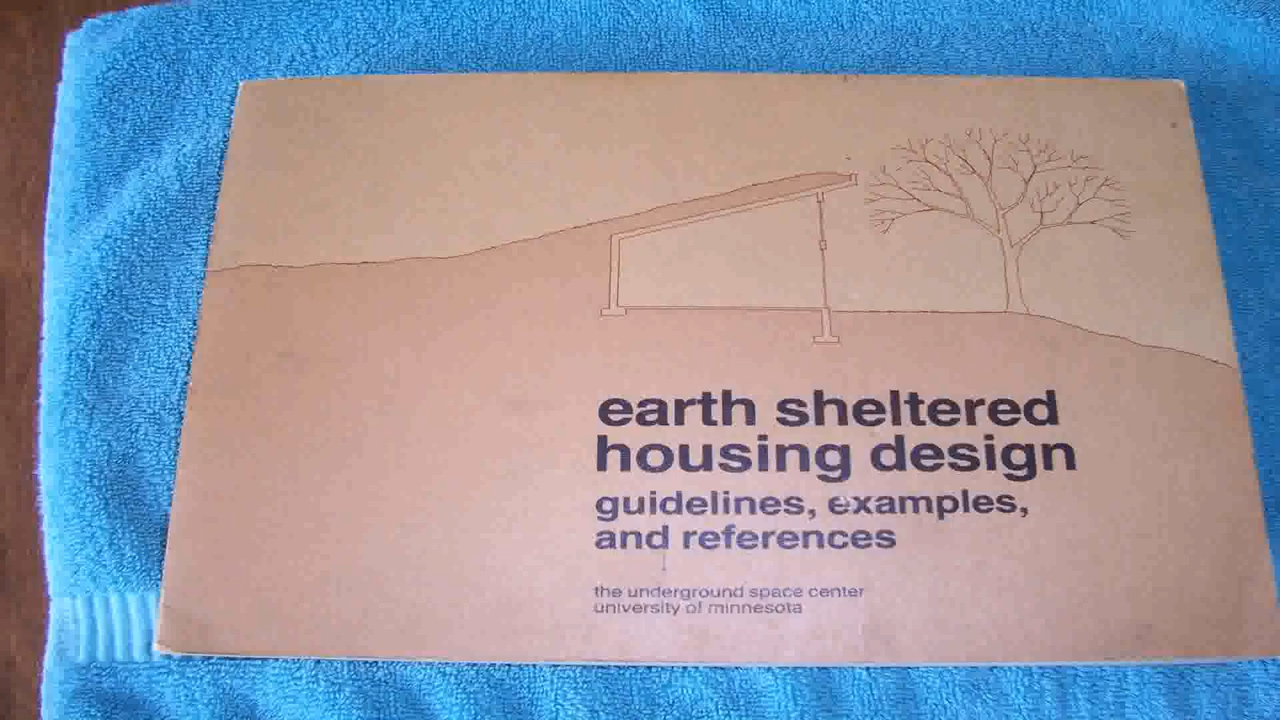 earth sheltered
housing design
guidelines, examples,
and references
the underground space center
university of minnesota